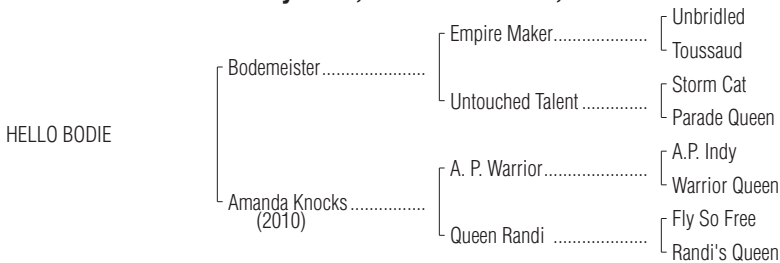 Unbridled
Empire Maker.....................
Toussaud
Bodemeister.......................
Storm Cat
Untouched Talent ..............
Parade Queen
HELLO BODIE
A.P. Indy
A. P. Warrior.......................
Warrior Queen
Amanda Knocks................
(2010)
Fly So Free
Queen Randi .....................
Randi's Queen